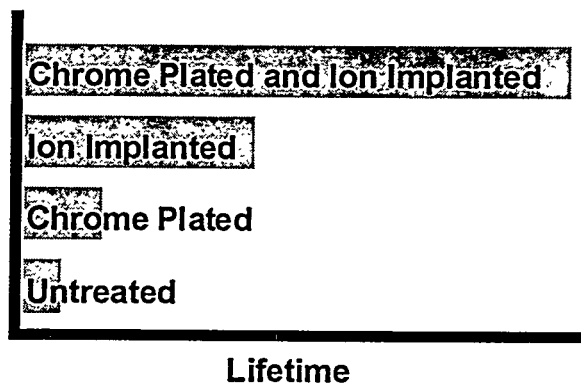 Chrome Plated and Ion Implanted
Ion Implanted
Chrome Plated
Untreated
Lifetime